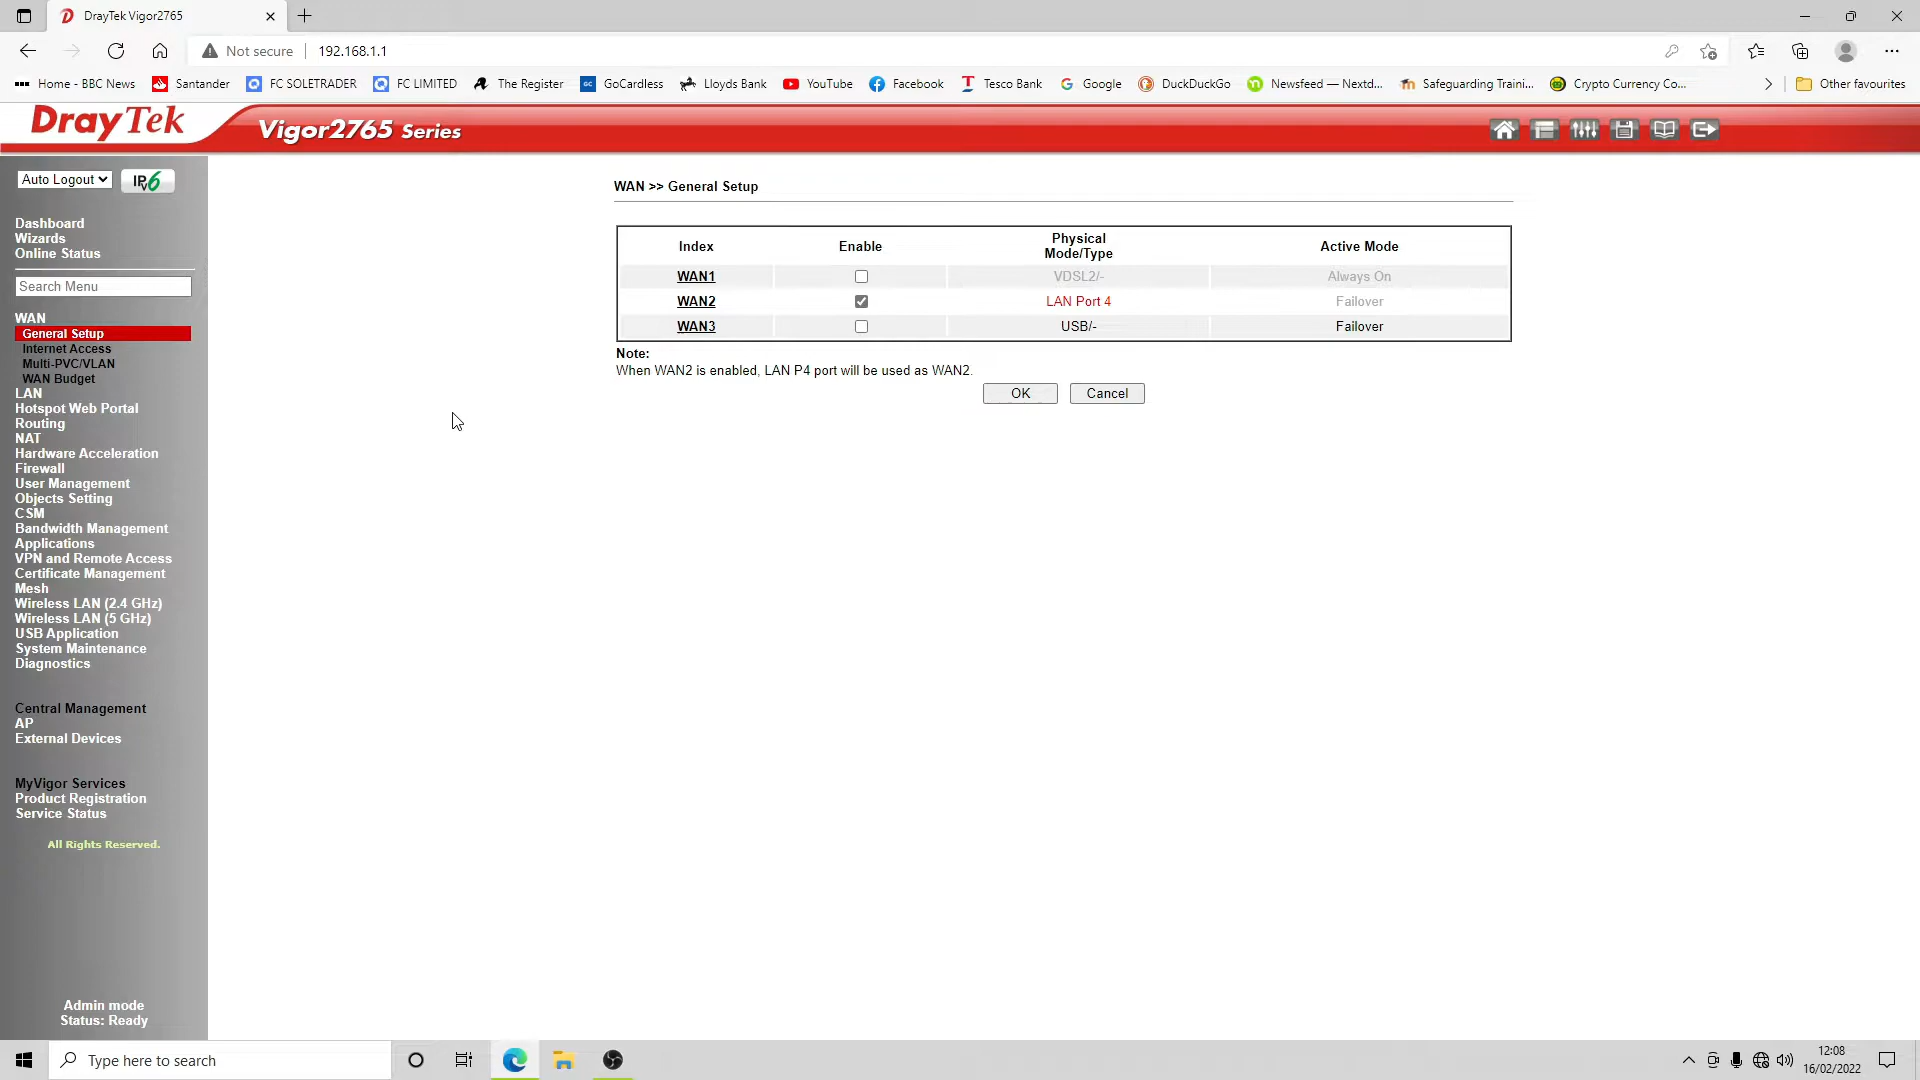 DrayTek Vigor2765
Not secure
192.168.1.1
Home - BBC News
Santander
FC SOLETRADER
FC LIMITED
The Register
GoCardless
Lloyds Bank
YouTube
Facebook
Tesco Bank
Google
DuckDuckGo
Newsfeed — Nextd...
Safeguarding Traini...
Crypto Currency Co...
Other favourites
DrayTek
Vigor2765 Series
Auto Logout
IPv6
Dashboard
Wizards
Online Status
Search Menu
WAN
General Setup
Internet Access
Multi-PVC/VLAN
WAN Budget
LAN
Hotspot Web Portal
Routing
NAT
Hardware Acceleration
Firewall
User Management
Objects Setting
CSM
Bandwidth Management
Applications
VPN and Remote Access
Certificate Management
Mesh
Wireless LAN (2.4 GHz)
Wireless LAN (5 GHz)
USB Application
System Maintenance
Diagnostics
Central Management
AP
External Devices
MyVigor Services
Product Registration
Service Status
All Rights Reserved.
Admin mode
Status: Ready
WAN >> General Setup
Index
Enable
Physical
Mode/Type
Active Mode
WAN1
VDSL2/-
Always On
WAN2
LAN Port 4
Failover
WAN3
USB/-
Failover
Note:
When WAN2 is enabled, LAN P4 port will be used as WAN2.
OK
Cancel
Type here to search
12:08
16/02/2022